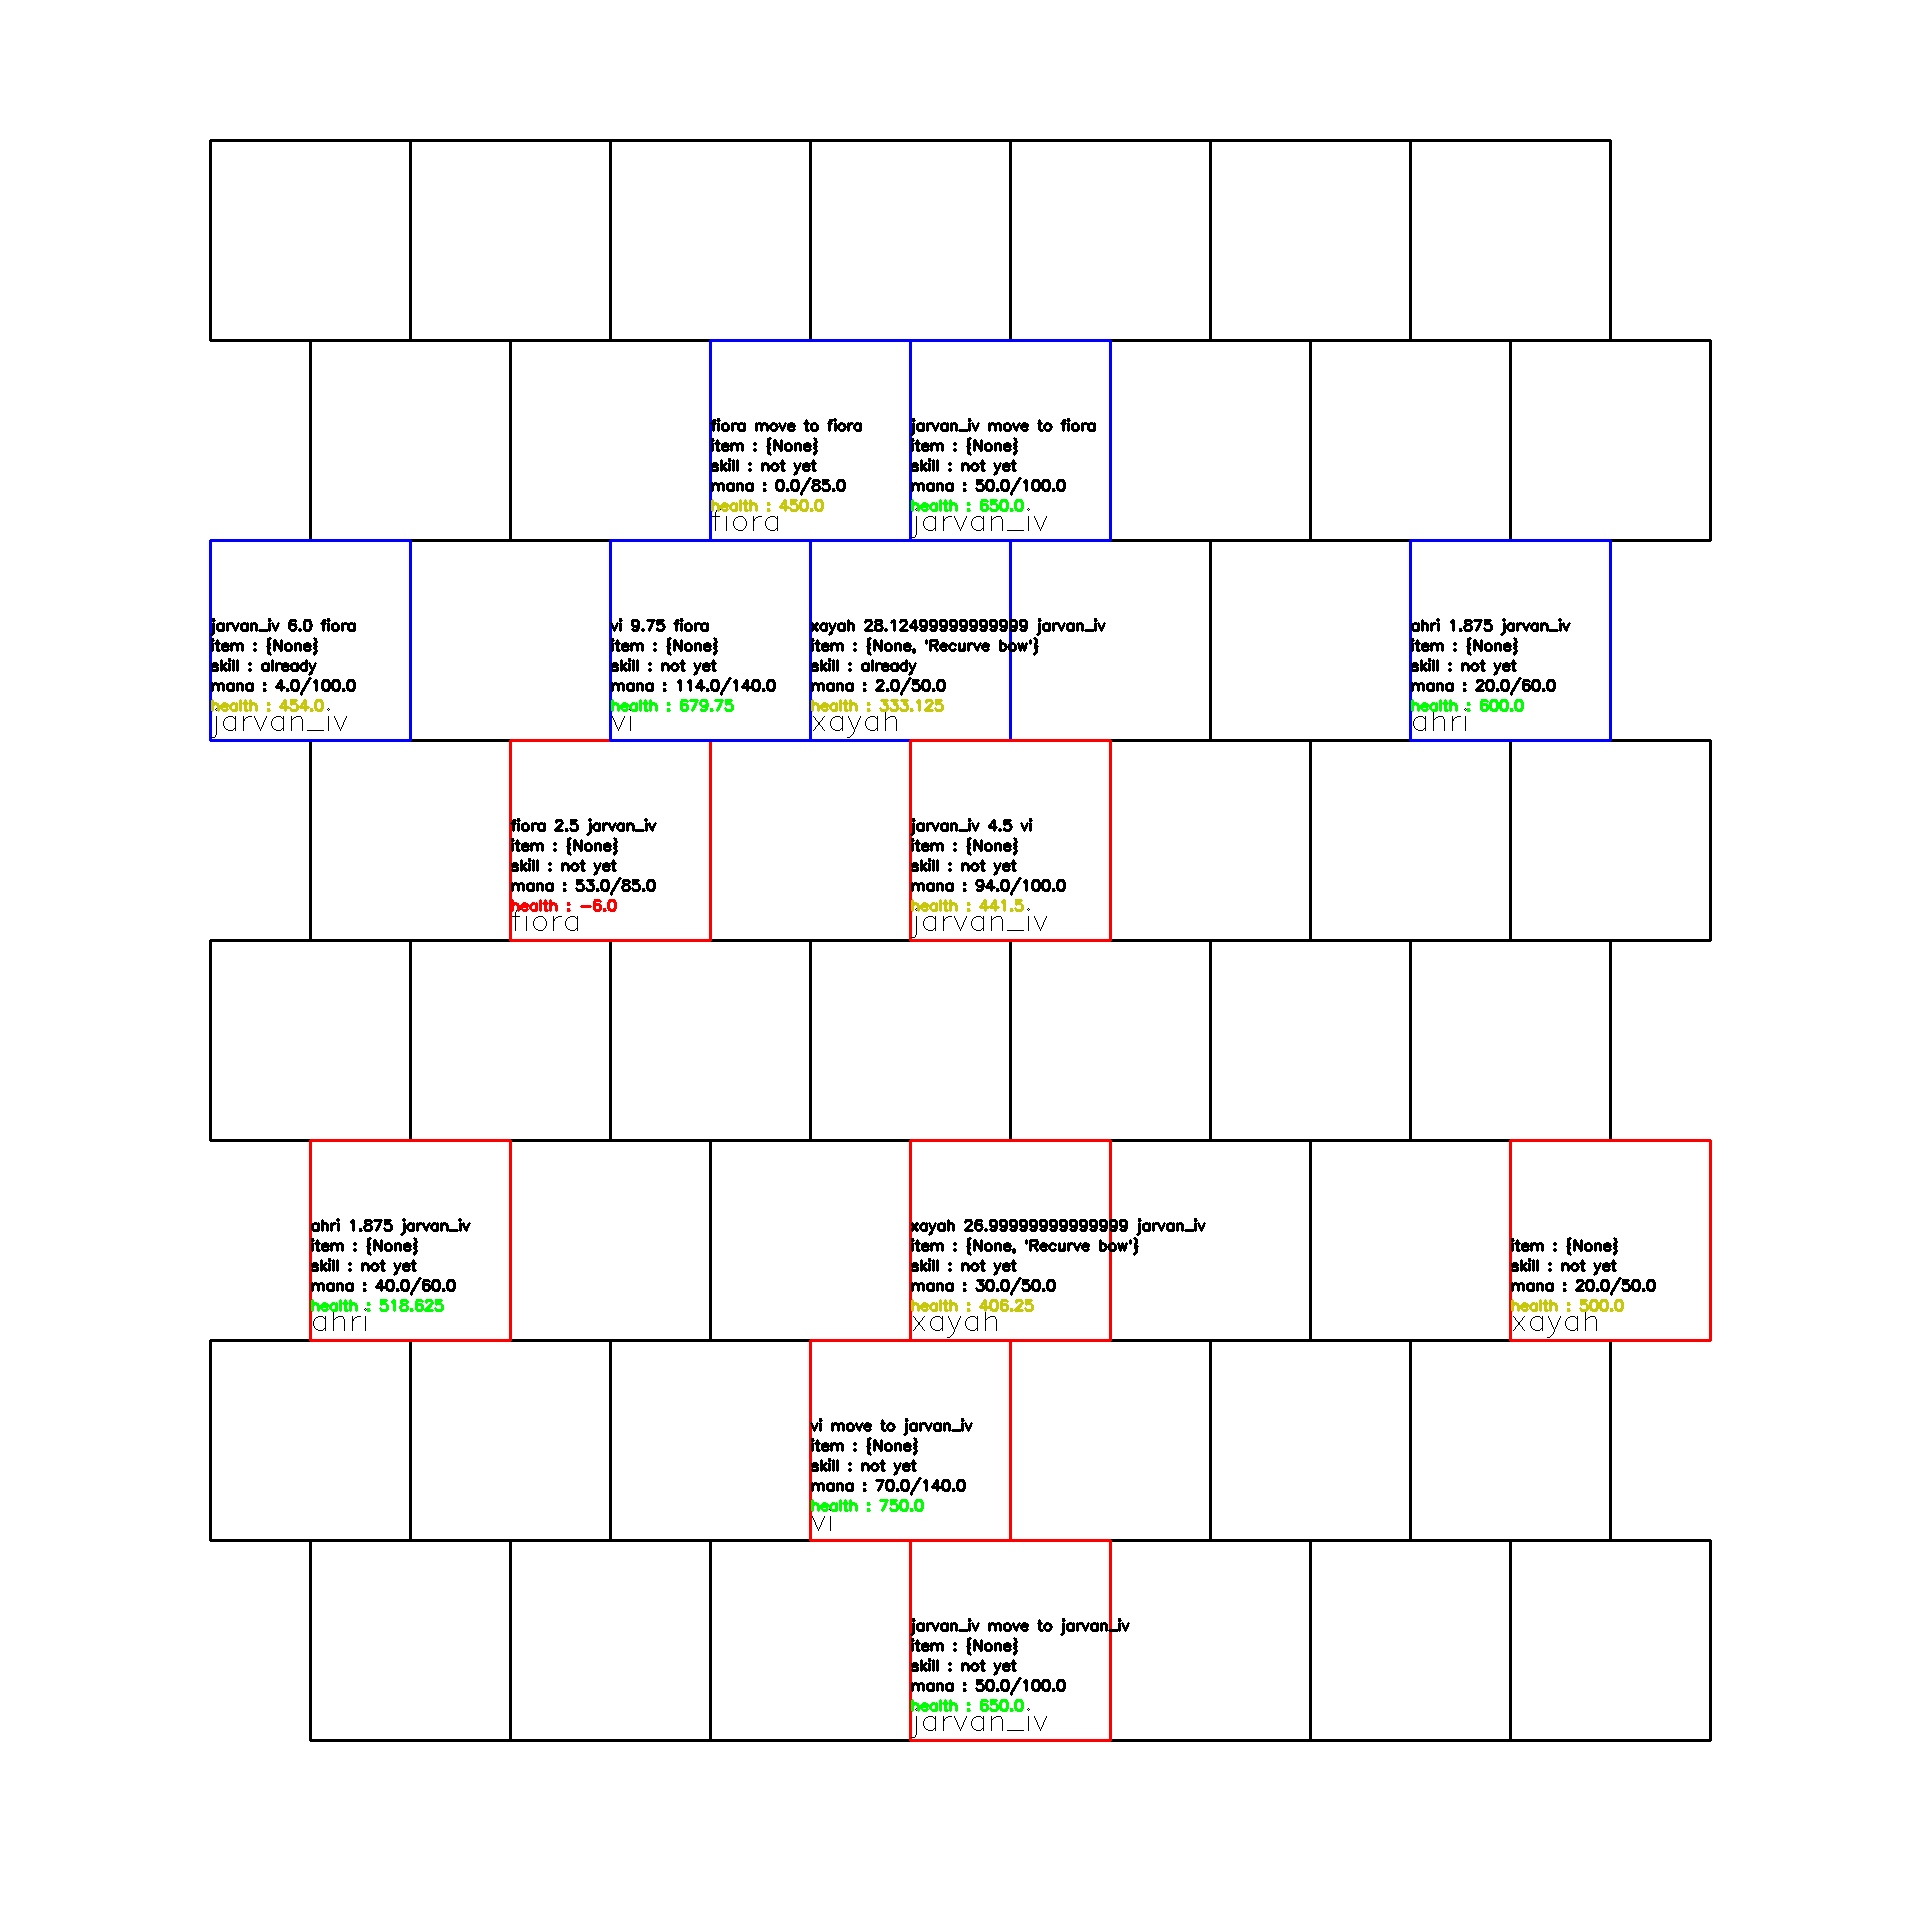 fiora move to fiora
item : {None}
skill : not yet
mana : 0.0/85.0
health : 450.0
fiora
jarvan_iv move to fiora
item : {None}
skill : not yet
mana : 50.0/100.0
health : 650.0
jarvan_iv
jarvan_iv 6.0 fiora
item : {None}
skill : already
mana : 4.0/100.0
health : 454.0
jarvan_iv
vi 9.75 fiora
item : {None}
skill : not yet
mana : 114.0/140.0
health : 679.75
vi
xayah 28.12499999999999 jarvan_iv
item : {None, 'Recurve bow'}
skill : already
mana : 2.0/50.0
health : 333.125
xayah
ahri 1.875 jarvan_iv
item : {None}
skill : not yet
mana : 20.0/60.0
health : 600.0
ahri
fiora 2.5 jarvan_iv
item : {None}
skill : not yet
mana : 53.0/85.0
health : -6.0
fiora
jarvan_iv 4.5 vi
item : {None}
skill : not yet
mana : 94.0/100.0
health : 441.5
jarvan_iv
ahri 1.875 jarvan_iv
item : {None}
skill : not yet
mana : 40.0/60.0
health : 518.625
ahri
xayah 26.99999999999999 jarvan_iv
item : {None, 'Recurve bow'}
skill : not yet
mana : 30.0/50.0
health : 406.25
xayah
item : {None}
skill : not yet
mana : 20.0/50.0
health : 500.0
xayah
vi move to jarvan_iv
item : {None}
skill : not yet
mana : 70.0/140.0
health : 750.0
vi
jarvan_iv move to jarvan_iv
item : {None}
skill : not yet
mana : 50.0/100.0
health : 650.0
jarvan_iv